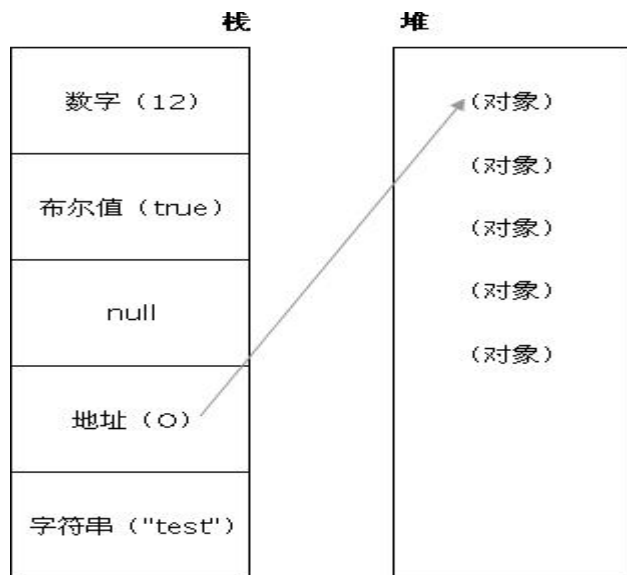 栈
堆
数字（12）
布尔值（true）
null
地址（0）
字符串（"test"）
(对象)
(对象)
(对象)
(对象)
(对象)